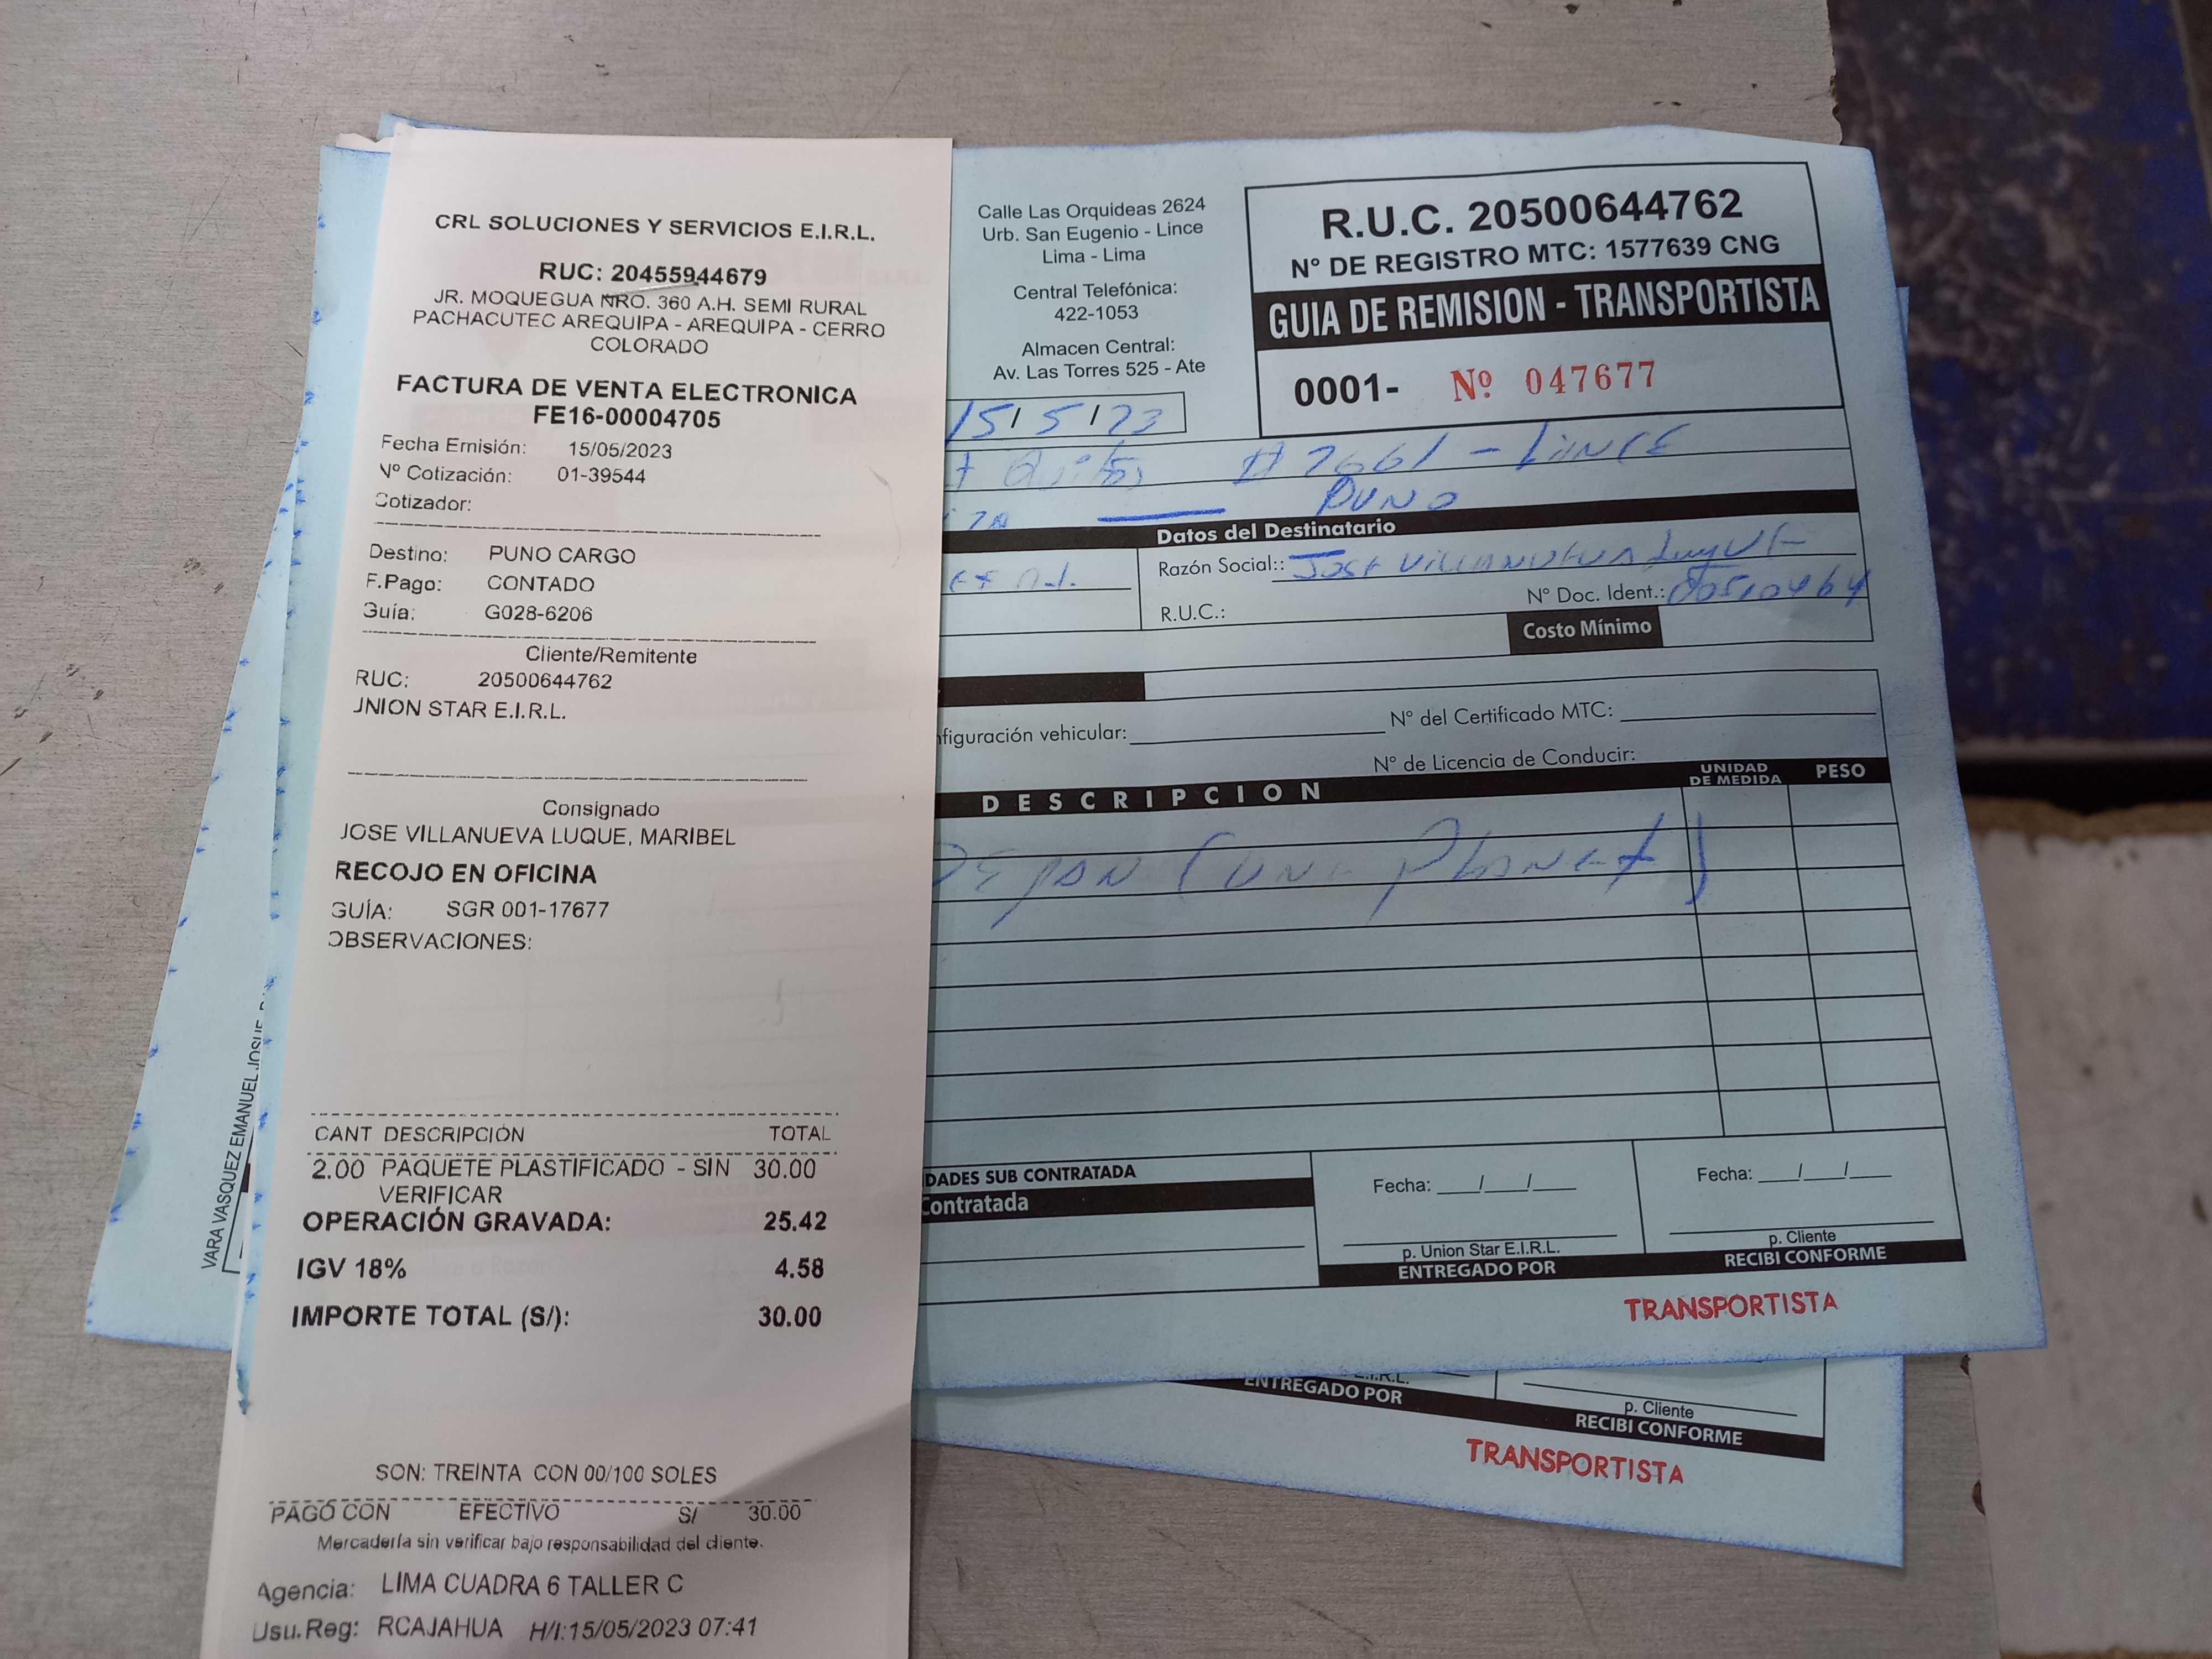 CRL SOLUCIONES Y SERVICIOS E.I.R.L.
RUC: 20455944679
JR. MOQUEGUA NRO. 360 A.H. SEMI RURAL
PACHACUTEC AREQUIPA - AREQUIPA - CERRO
COLORADO
FACTURA DE VENTA ELECTRONICA
FE16-00004705
Fecha Emisión: 15/05/2023
Nº Cotización: 01-39544
Cotizador:
Destino: PUNO CARGO
F.Pago: CONTADO
Guía: G028-6206
Cliente/Remitente
RUC: 20500644762
UNION STAR E.I.R.L.
Consignado
JOSE VILLANUEVA LUQUE, MARIBEL
RECOJO EN OFICINA
GUÍA: SGR 001-17677
OBSERVACIONES:
CANT DESCRIPCIÓN TOTAL
2.00 PAQUETE PLASTIFICADO - SIN 30.00
VERIFICAR
OPERACIÓN GRAVADA: 25.42
IGV 18% 4.58
IMPORTE TOTAL (S/): 30.00
SON: TREINTA CON 00/100 SOLES
PAGÓ CON EFECTIVO S/ 30.00
Mercadería sin verificar bajo responsabilidad del cliente.
Agencia: LIMA CUADRA 6 TALLER C
Usu.Reg: RCAJAHUA H/I:15/05/2023 07:41
Calle Las Orquideas 2624
Urb. San Eugenio - Lince
Lima - Lima
Central Telefónica:
422-1053
Almacen Central:
Av. Las Torres 525 - Ate
R.U.C. 20500644762
Nº DE REGISTRO MTC: 1577639 CNG
GUIA DE REMISION - TRANSPORTISTA
0001- Nº 047677
15/5/23
# 2661 - LINCE
PUNO
Datos del Destinatario
Razón Social:: JOSE VILLANUEVA LUQUE
Nº Doc. Ident.: 00510464
R.U.C.:
Costo Mínimo
nfiguración vehicular:
Nº del Certificado MTC:
Nº de Licencia de Conducir:
DESCRIPCION
UNIDAD DE MEDIDA
PESO
DADES SUB CONTRATADA
Contratada
Fecha: / /
Fecha: / /
p. Union Star E.I.R.L.
ENTREGADO POR
p. Cliente
RECIBI CONFORME
TRANSPORTISTA
E.I.R.L.
ENTREGADO POR
p. Cliente
RECIBI CONFORME
TRANSPORTISTA
VARA VASQUEZ EMANUEL JOSUE